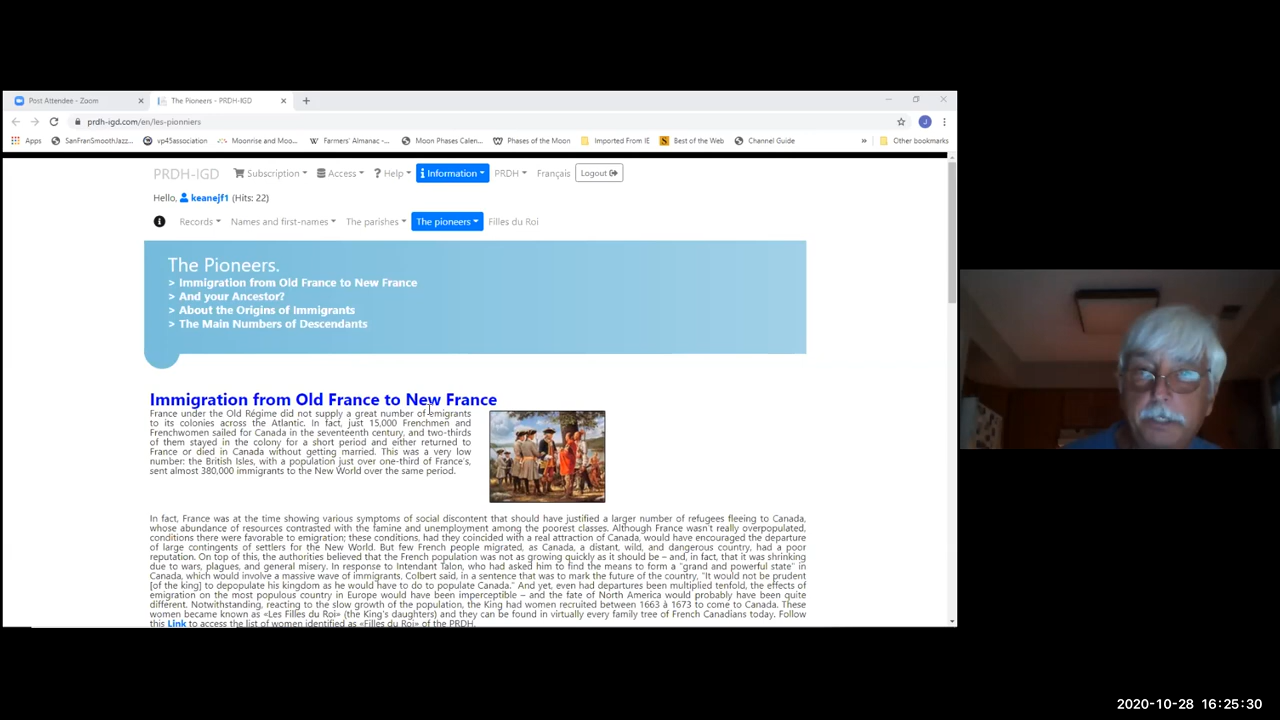 Post Attendee - Zoom
The Pioneers - PRDH-IGD
prdh-igd.com/en/les-pionniers
Apps SanFranSmoothJazz... vp45association Moonrise and Moo... Farmers' Almanac -... Moon Phases Calen... Phases of the Moon Imported From IE Best of the Web Channel Guide » Other bookmarks
PRDH-IGD Subscription Access Help Information PRDH Français Logout
Hello, keanejf1 (Hits: 22)
Records Names and first-names The parishes The pioneers Filles du Roi
The Pioneers.
> Immigration from Old France to New France
> And your Ancestor?
> About the Origins of Immigrants
> The Main Numbers of Descendants
Immigration from Old France to New France
France under the Old Régime did not supply a great number of emigrants
to its colonies across the Atlantic. In fact, just 15,000 Frenchmen and
Frenchwomen sailed for Canada in the seventeenth century, and two-thirds
of them stayed in the colony for a short period and either returned to
France or died in Canada without getting married. This was a very low
number: the British Isles, with a population just over one-third of France's,
sent almost 380,000 immigrants to the New World over the same period.
In fact, France was at the time showing various symptoms of social discontent that should have justified a larger number of refugees fleeing to Canada,
whose abundance of resources contrasted with the famine and unemployment among the poorest classes. Although France wasn't really overpopulated,
conditions there were favorable to emigration; these conditions, had they coincided with a real attraction of Canada, would have encouraged the departure
of large contingents of settlers for the New World. But few French people migrated, as Canada, a distant, wild, and dangerous country, had a poor
reputation. On top of this, the authorities believed that the French population was not as growing quickly as it should be – and, in fact, that it was shrinking
due to wars, plagues, and general misery. In response to Intendant Talon, who had asked him to find the means to form a "grand and powerful state" in
Canada, which would involve a massive wave of immigrants, Colbert said, in a sentence that was to mark the future of the country, "It would not be prudent
[of the king] to depopulate his kingdom as he would have to do to populate Canada." And yet, even had departures been multiplied tenfold, the effects of
emigration on the most populous country in Europe would have been imperceptible – and the fate of North America would probably have been quite
different. Notwithstanding, reacting to the slow growth of the population, the King had women recruited between 1663 à 1673 to come to Canada. These
women became known as «Les Filles du Roi» (the King's daughters) and they can be found in virtually every family tree of French Canadians today. Follow
this Link to access the list of women identified as «Filles du Roi» of the PRDH.
2020-10-28 16:25:30